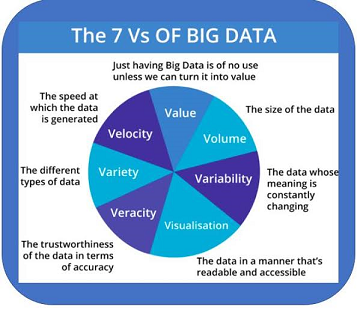 The 7 Vs OF BIG DATA
Just having Big Data is of no use
unless we can turn it into value
The speed at
which the data
is generated
Value
The size of the data
Velocity
Volume
The different
types of data
Variety
Variability
The data whose
meaning is
constantly
changing
Veracity
Visualisation
The trustworthiness
of the data in terms
of accuracy
The data in a manner that's
readable and accessible